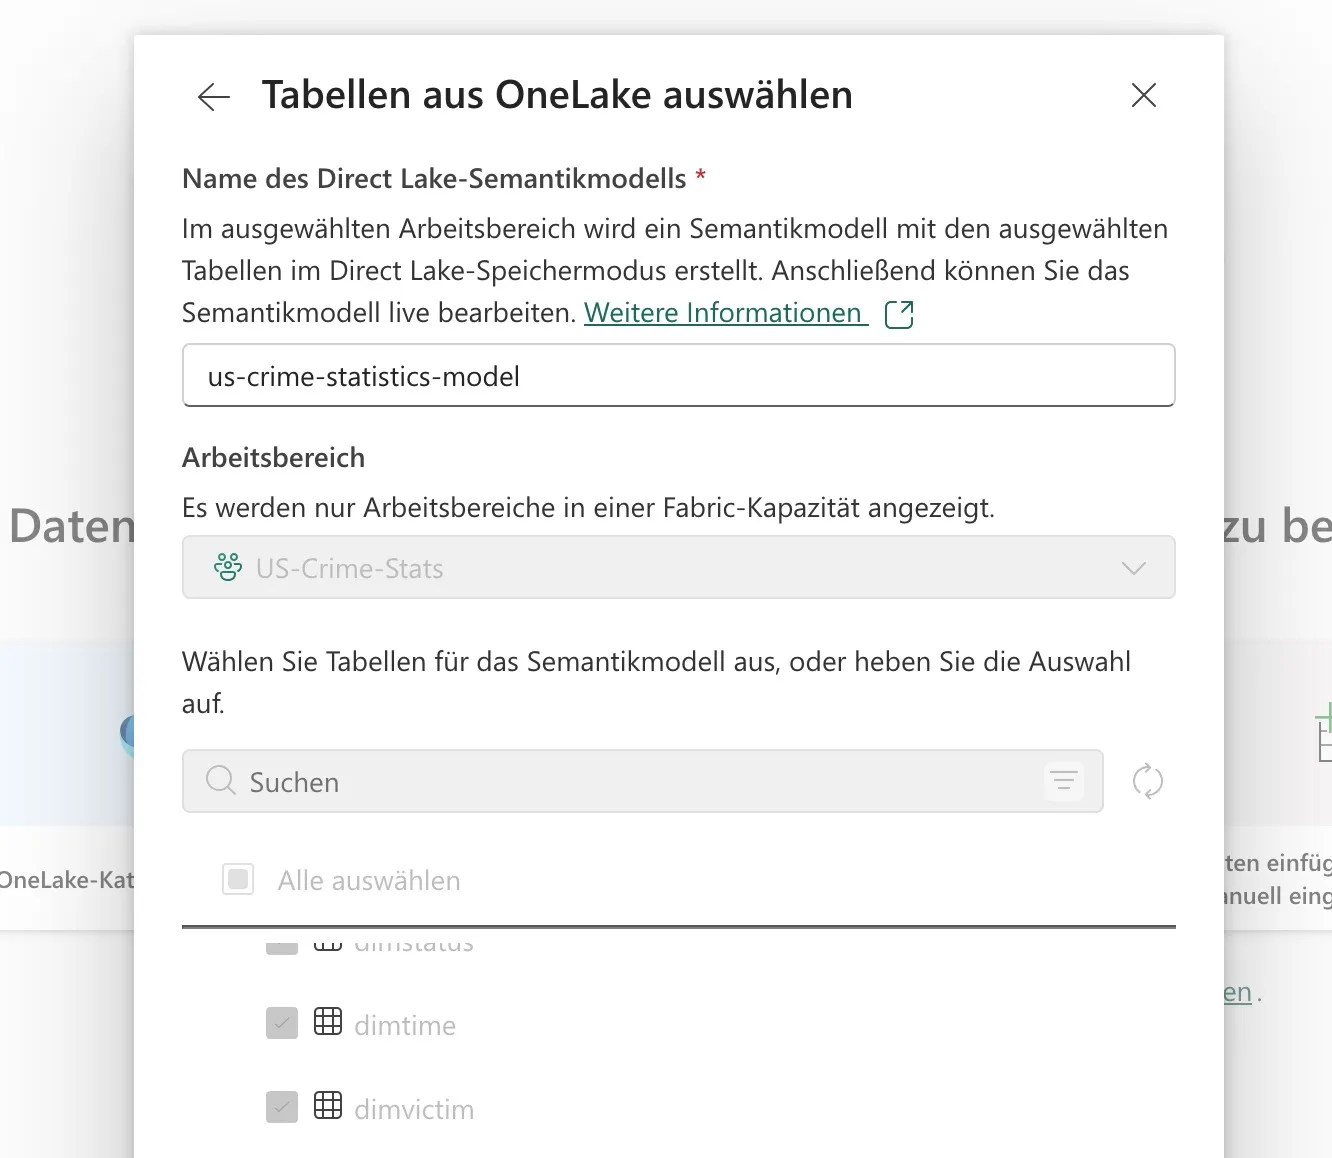 Tabellen aus OneLake auswählen
Name des Direct Lake-Semantikmodells *
Im ausgewählten Arbeitsbereich wird ein Semantikmodell mit den ausgewählten
Tabellen im Direct Lake-Speichermodus erstellt. Anschließend können Sie das
Semantikmodell live bearbeiten. Weitere Informationen
us-crime-statistics-model
Arbeitsbereich
Es werden nur Arbeitsbereiche in einer Fabric-Kapazität angezeigt.
Daten
zu be
US-Crime-Stats
Wählen Sie Tabellen für das Semantikmodell aus, oder heben Sie die Auswahl
auf.
Suchen
Alle auswählen
OneLake-Kat
ten einfüg
anuell eing
dimstatus
en.
dimtime
dimvictim